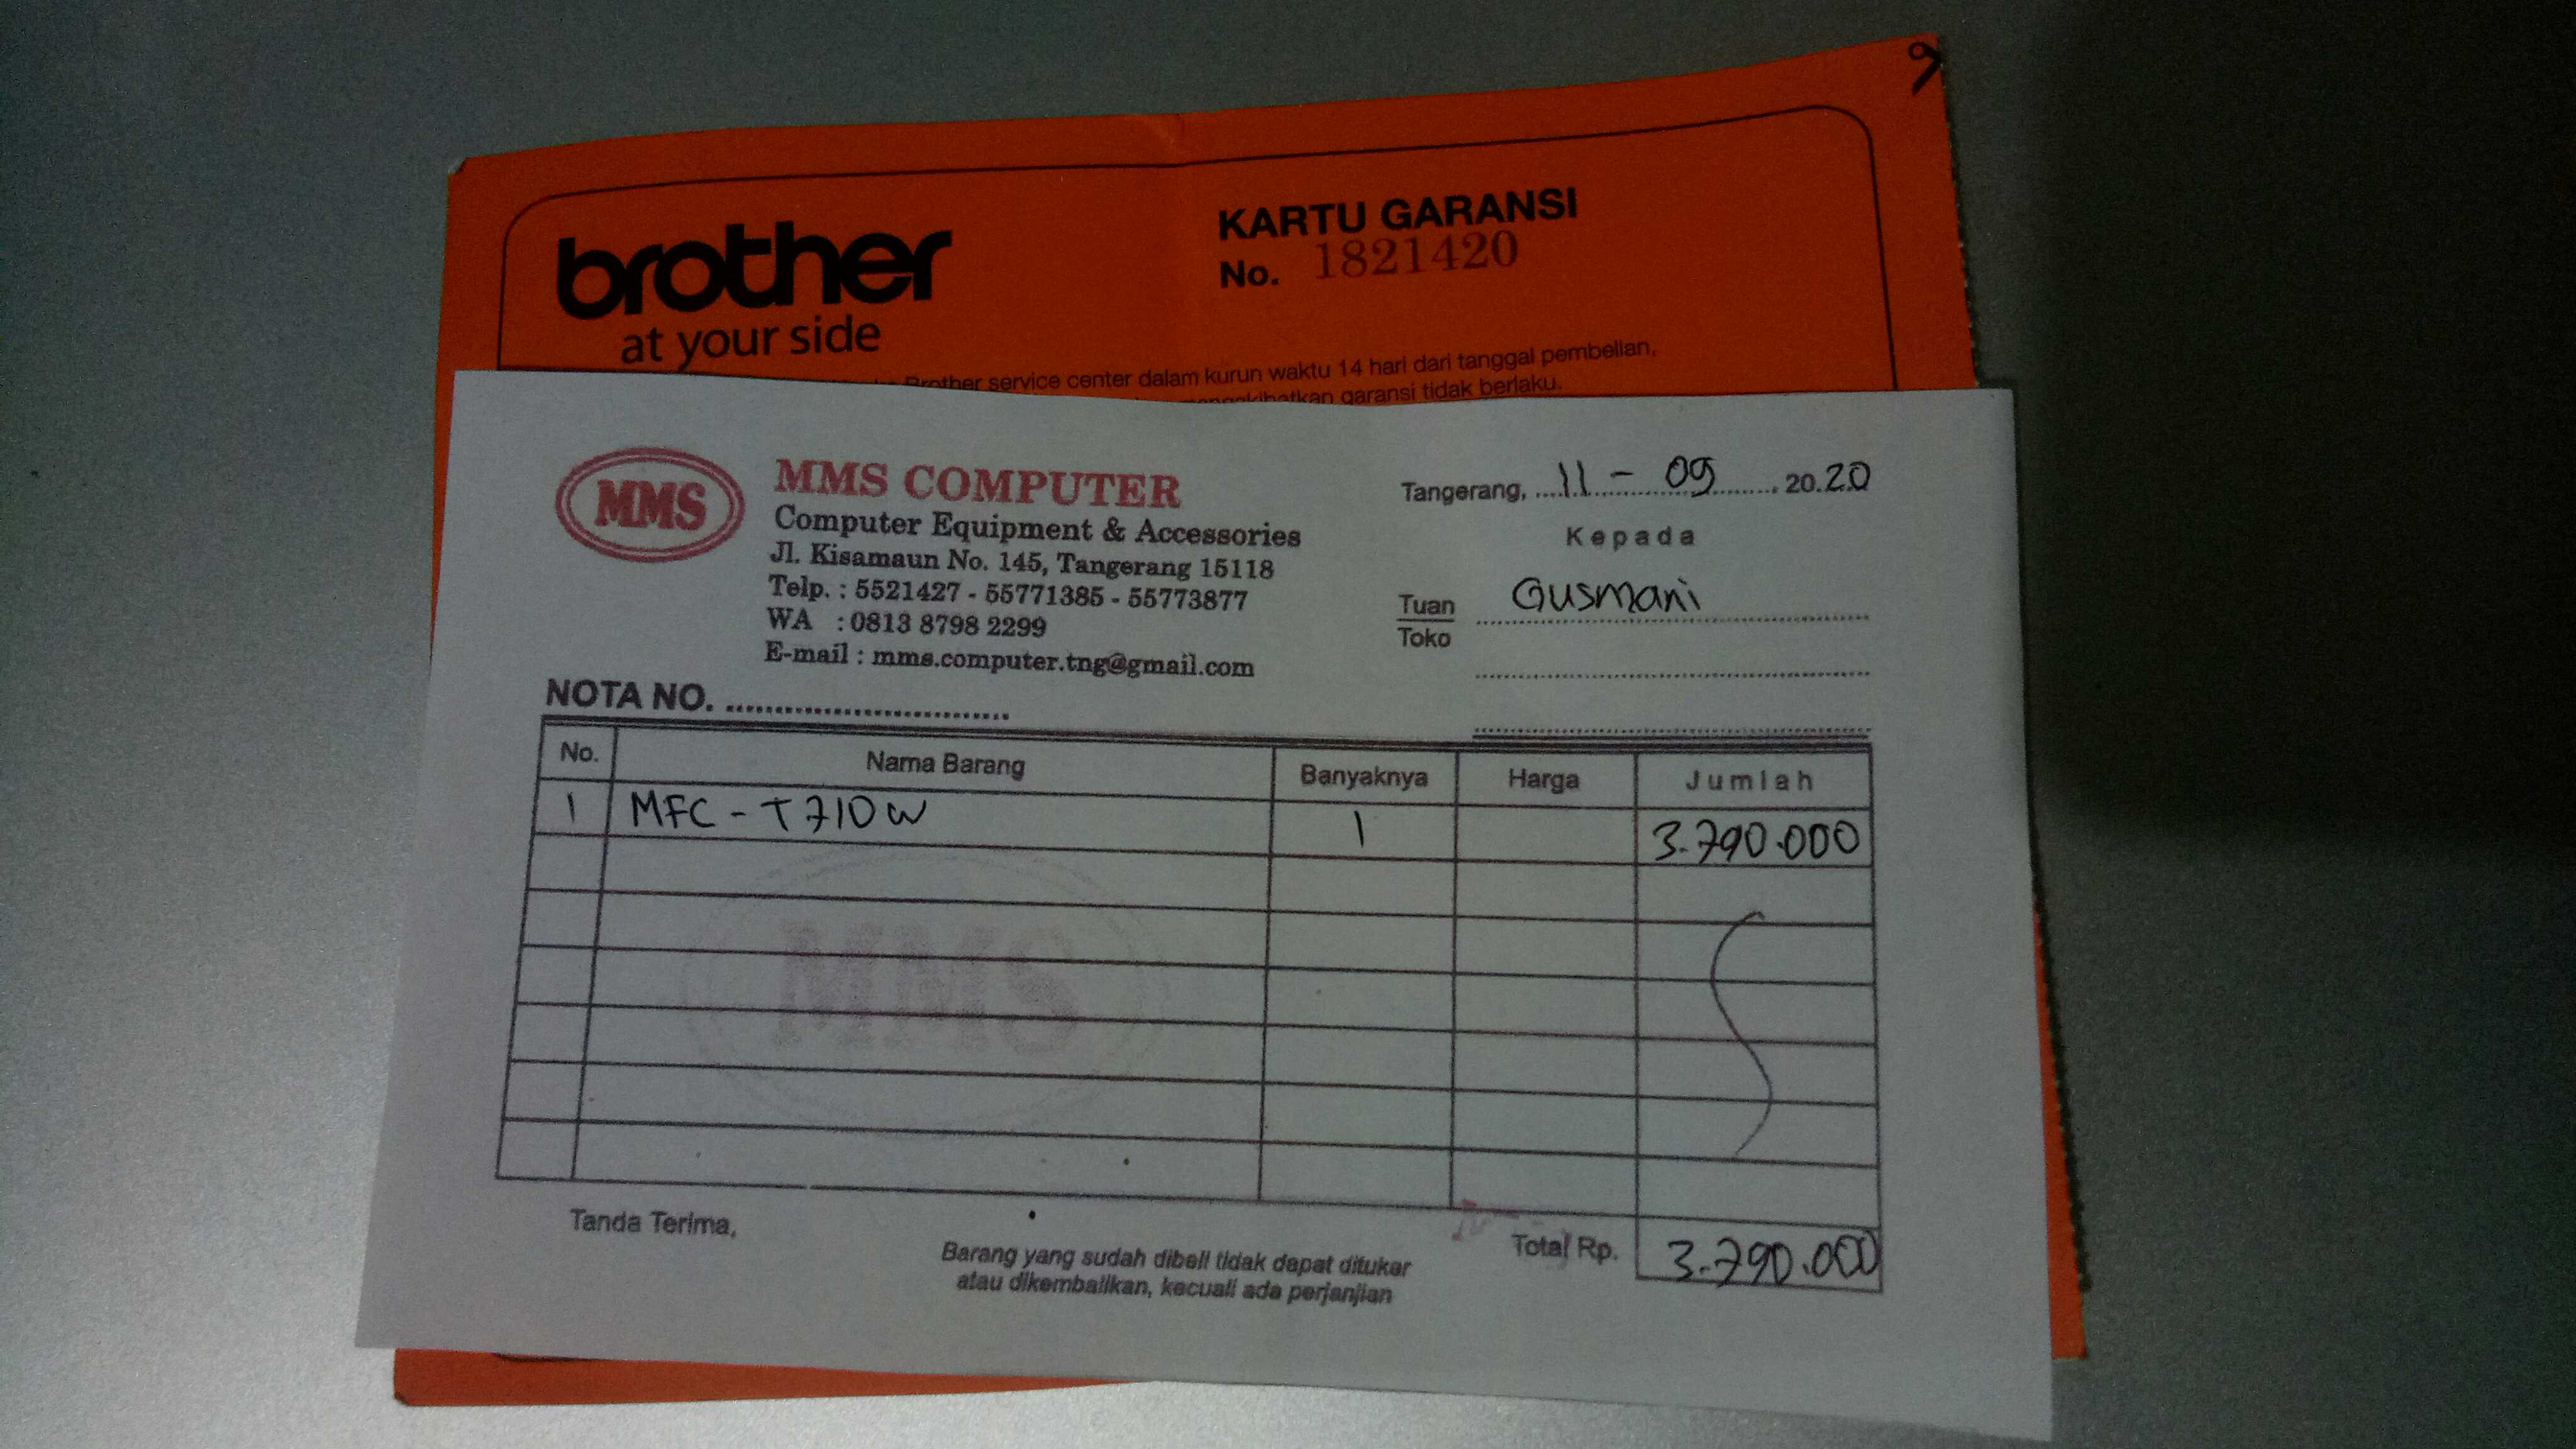 brother
at your side
KARTU GARANSI
No. 1821420
Brother service center dalam kurun waktu 14 hari dari tanggal pembelian,
mengakibatkan garansi tidak berlaku.
MMS
MMS COMPUTER
Computer Equipment & Accessories
Jl. Kisamaun No. 145, Tangerang 15118
Telp. : 5521427 - 55771385 - 55773877
WA : 0813 8798 2299
E-mail : mms.computer.tng@gmail.com
Tangerang, 11 - 09 2020
Kepada
Tuan Gusmani
Toko
NOTA NO.
No. Nama Barang Banyaknya Harga Jumlah
1 MFC - T710W 1 3.790.000
MMS
Tanda Terima,
Barang yang sudah dibeli tidak dapat ditukar
atau dikembalikan, kecuali ada perjanjian
Total Rp. 3.790.000